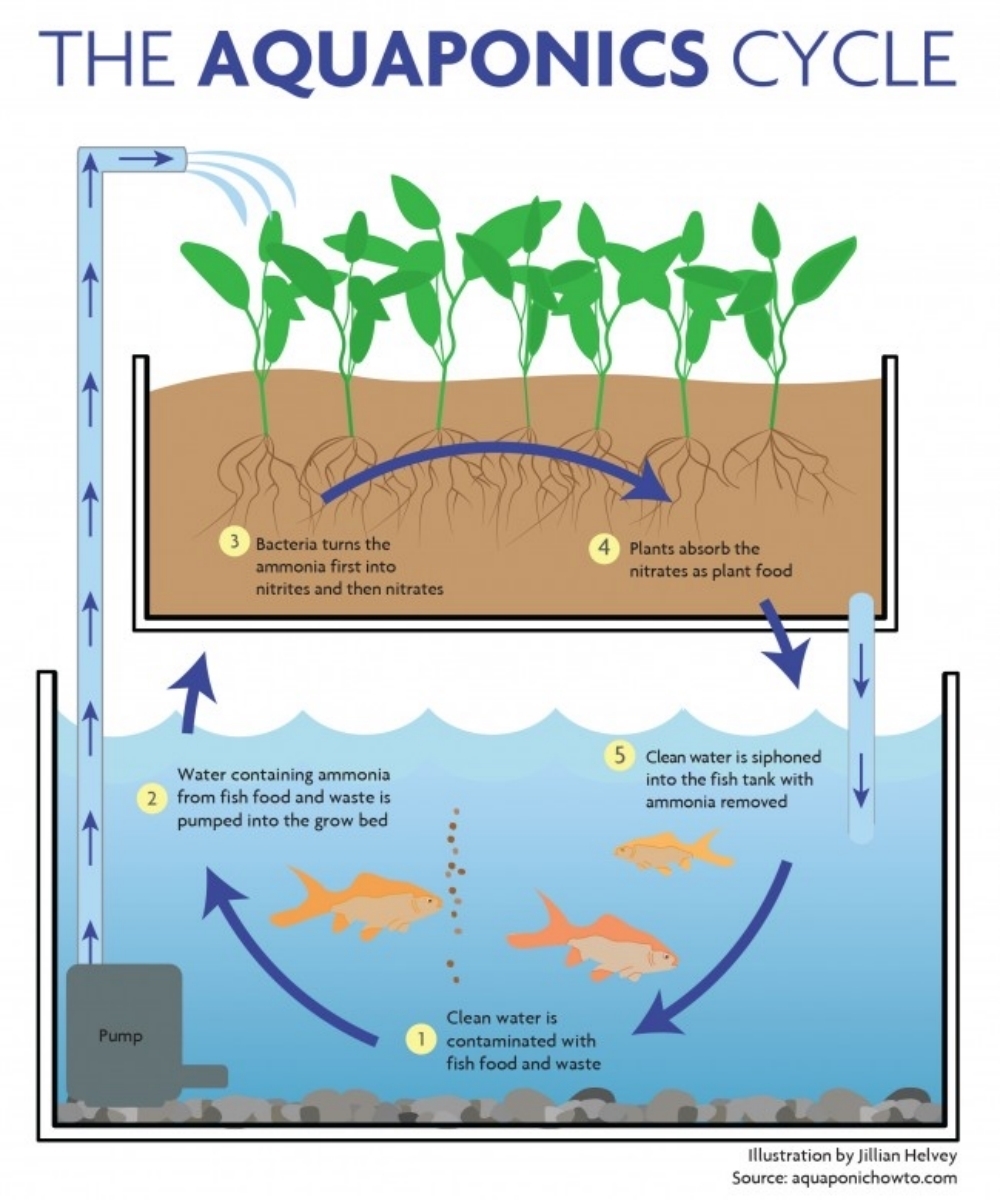 THE AQUAPONICS CYCLE
3
Bacteria turns the
ammonia first into
nitrites and then nitrates
4
Plants absorb the
nitrates as plant food
2
Water containing ammonia
from fish food and waste is
pumped into the grow bed
5
Clean water is siphoned
into the fish tank with
ammonia removed
Pump
1
Clean water is
contaminated with
fish food and waste
Illustration by Jillian Helvey
Source: aquaponichowto.com